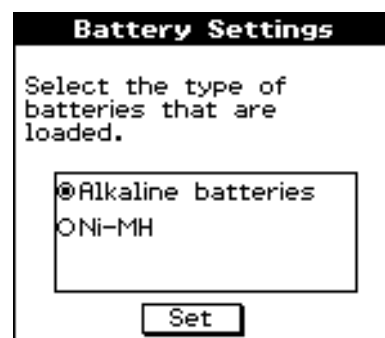 Battery Settings
Select the type of
batteries that are
loaded.
Alkaline batteries
Ni-MH
Set